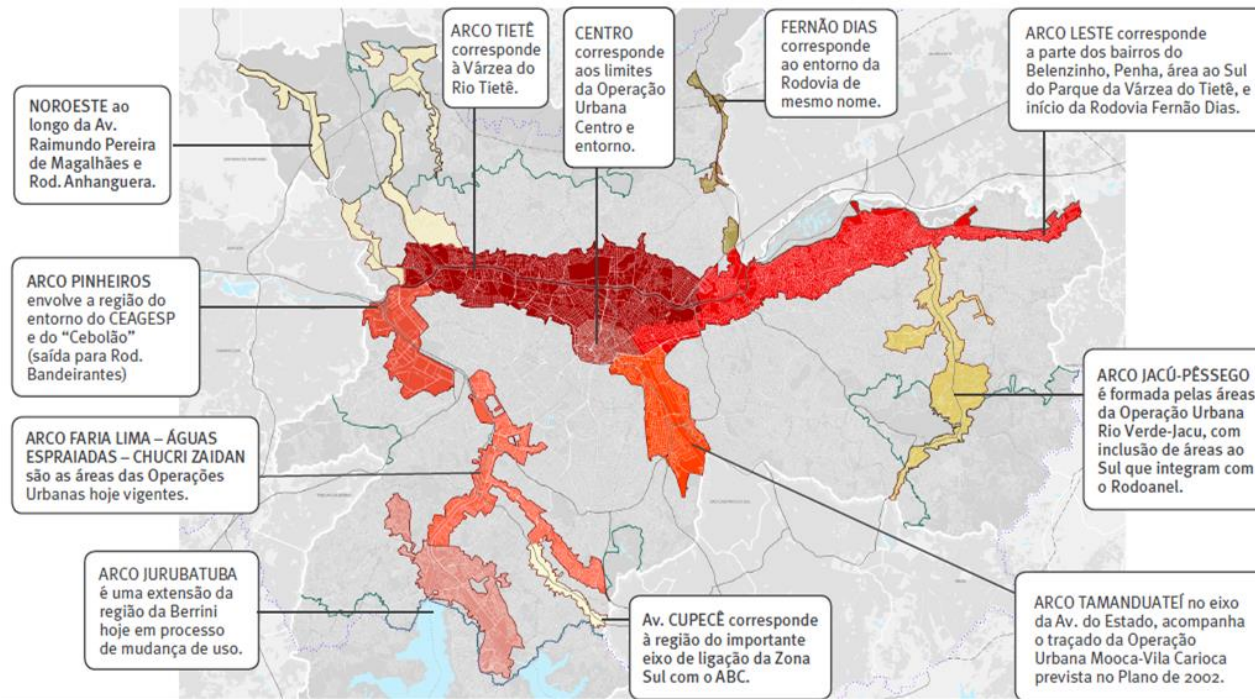 ARCO TIETÊ
corresponde
à Várzea do
Rio Tietê.
CENTRO
corresponde
aos limites
da Operação
Urbana
Centro e
entorno.
FERNÃO DIAS
corresponde
ao entorno da
Rodovia de
mesmo nome.
ARCO LESTE corresponde
a parte dos bairros do
Belenzinho, Penha, área ao Sul
do Parque da Várzea do Tietê, e
início da Rodovia Fernão Dias.
NOROESTE ao
longo da Av.
Raimundo Pereira
de Magalhães e
Rod. Anhanguera.
ARCO PINHEIROS
envolve a região do
entorno do CEAGESP
e do “Cebolão”
(saída para Rod.
Bandeirantes)
ARCO JACÚ-PÊSSEGO
é formada pelas áreas
da Operação Urbana
Rio Verde-Jacu, com
inclusão de áreas ao
Sul que integram com
o Rodoanel.
ARCO FARIA LIMA – ÁGUAS
ESPRAIADAS – CHUCRI ZAIDAN
são as áreas das Operações
Urbanas hoje vigentes.
ARCO JURUBATUBA
é uma extensão da
região da Berrini
hoje em processo
de mudança de uso.
Av. CUPECÊ corresponde
à região do importante
eixo de ligação da Zona
Sul com o ABC.
ARCO TAMANDUATEÍ no eixo
da Av. do Estado, acompanha
o traçado da Operação
Urbana Mooca-Vila Carioca
prevista no Plano de 2002.